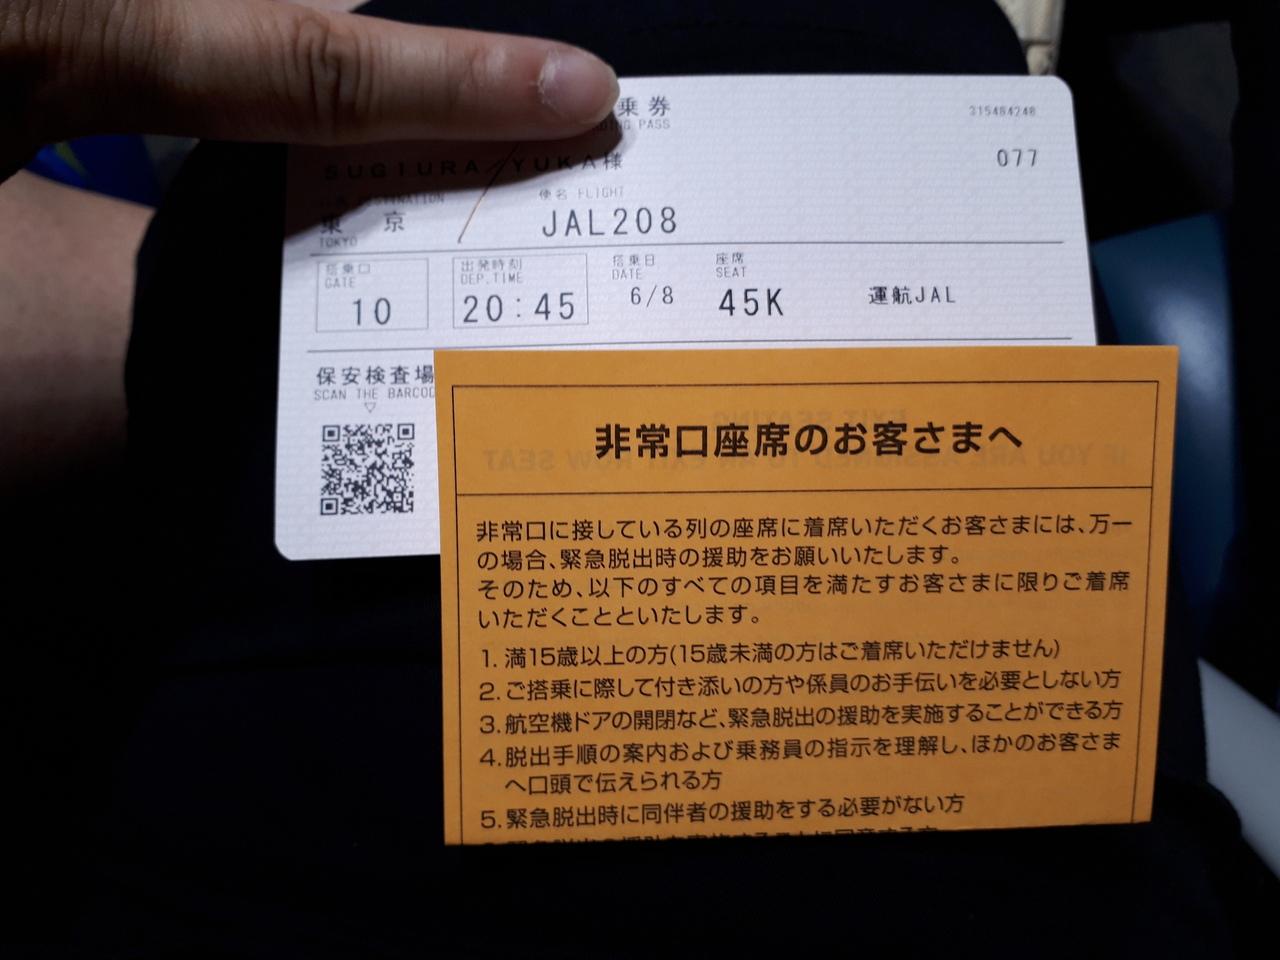 乗券
315484248
SUGIURA/YUKA様
077
DESTINATION
便名 FLIGHT
東 京
JAL208
TOKYO
搭乗口
GATE
10
出発時刻
DEP.TIME
20:45
搭乗日
DATE
6/8
座席
SEAT
45K
運航JAL
保安検査場
SCAN THE BARCOD
非常口座席のお客さまへ
非常口に接している列の座席に着席いただくお客さまには、万一
の場合、緊急脱出時の援助をお願いいたします。
そのため、以下のすべての項目を満たすお客さまに限りご着席
いただくことといたします。
1. 満15歳以上の方(15歳未満の方はご着席いただけません)
2. ご搭乗に際して付き添いの方や係員のお手伝いを必要としない方
3. 航空機ドアの開閉など、緊急脱出の援助を実施することができる方
4. 脱出手順の案内および乗務員の指示を理解し、ほかのお客さま
へ口頭で伝えられる方
5. 緊急脱出時に同伴者の援助をする必要がない方